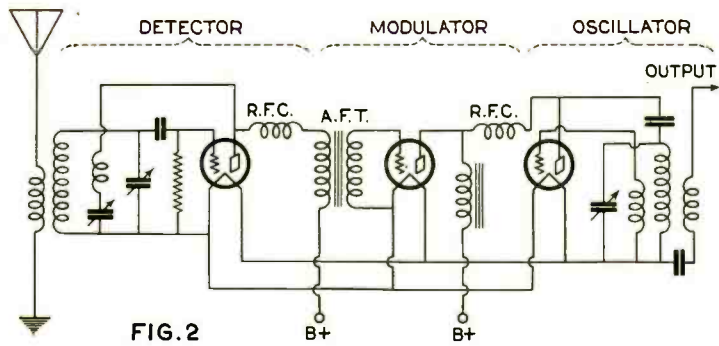 DETECTOR MODULATOR OSCILLATOR
OUTPUT
R.F.C. A.F.T. R.F.C.
FIG.2 B+ B+